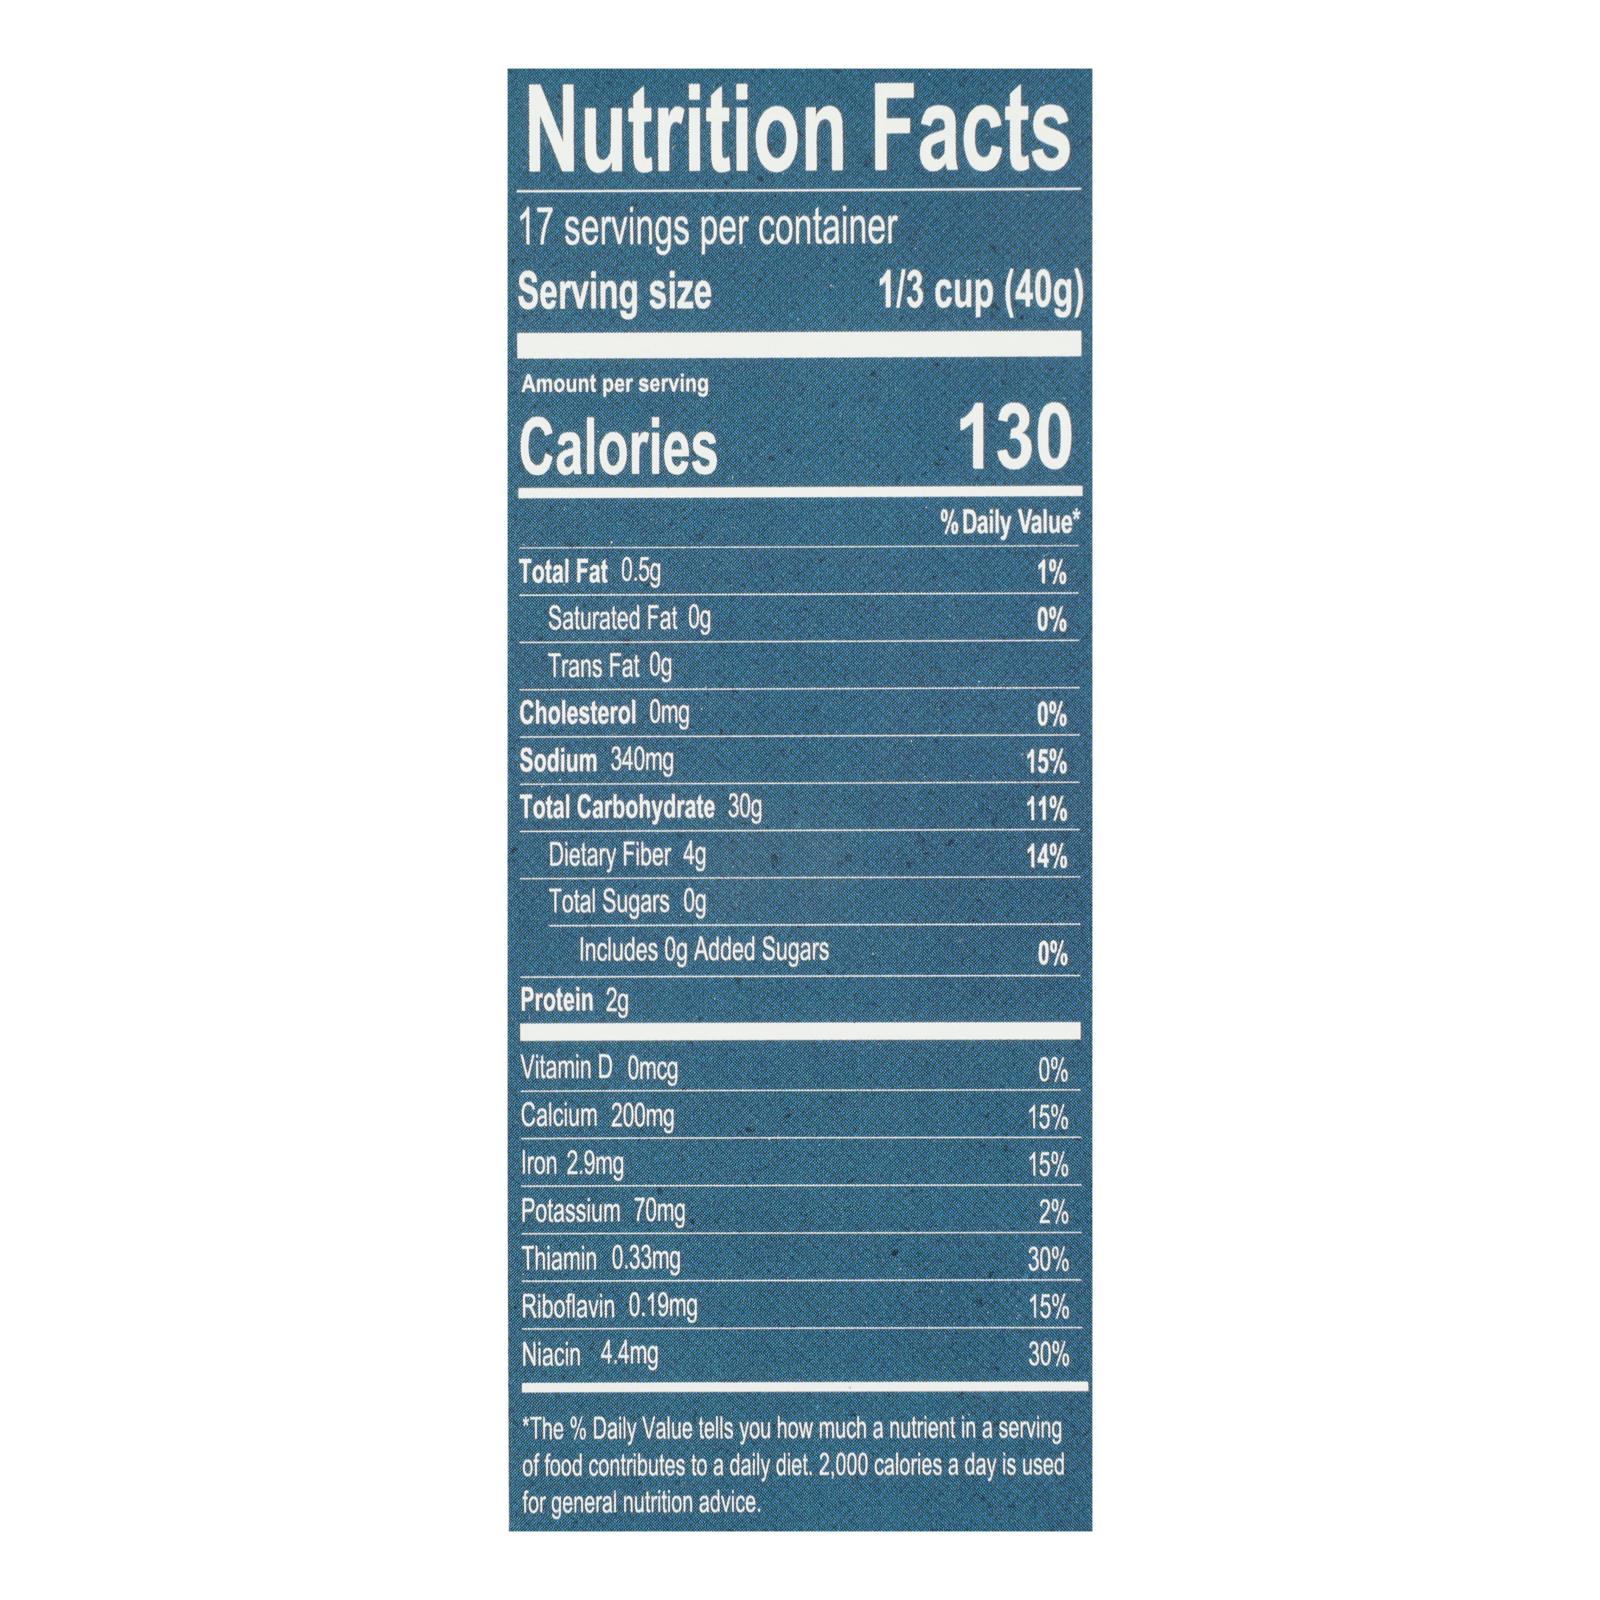 Nutrition Facts
17 servings per container
Serving size 1/3 cup (40g)
Amount per serving
Calories 130
% Daily Value*
Total Fat 0.5g 1%
Saturated Fat 0g 0%
Trans Fat 0g
Cholesterol 0mg 0%
Sodium 340mg 15%
Total Carbohydrate 30g 11%
Dietary Fiber 4g 14%
Total Sugars 0g
Includes 0g Added Sugars 0%
Protein 2g
Vitamin D 0mcg 0%
Calcium 200mg 15%
Iron 2.9mg 15%
Potassium 70mg 2%
Thiamin 0.33mg 30%
Riboflavin 0.19mg 15%
Niacin 4.4mg 30%
*The % Daily Value tells you how much a nutrient in a serving
of food contributes to a daily diet. 2,000 calories a day is used
for general nutrition advice.